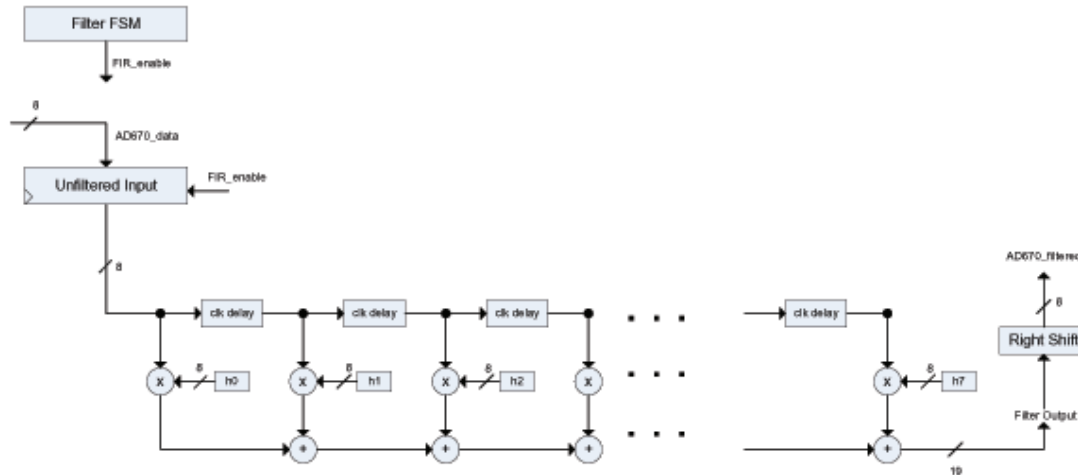 Filter FSM
FIR_enable
8
AD670_data
Unfiltered Input
FIR_enable
8
AD670_filtered
8
clk delay
clk delay
clk delay
clk delay
Right Shift
x
8
h0
x
8
h1
x
8
h2
x
x
8
h7
Filter Output
+
+
+
+
19